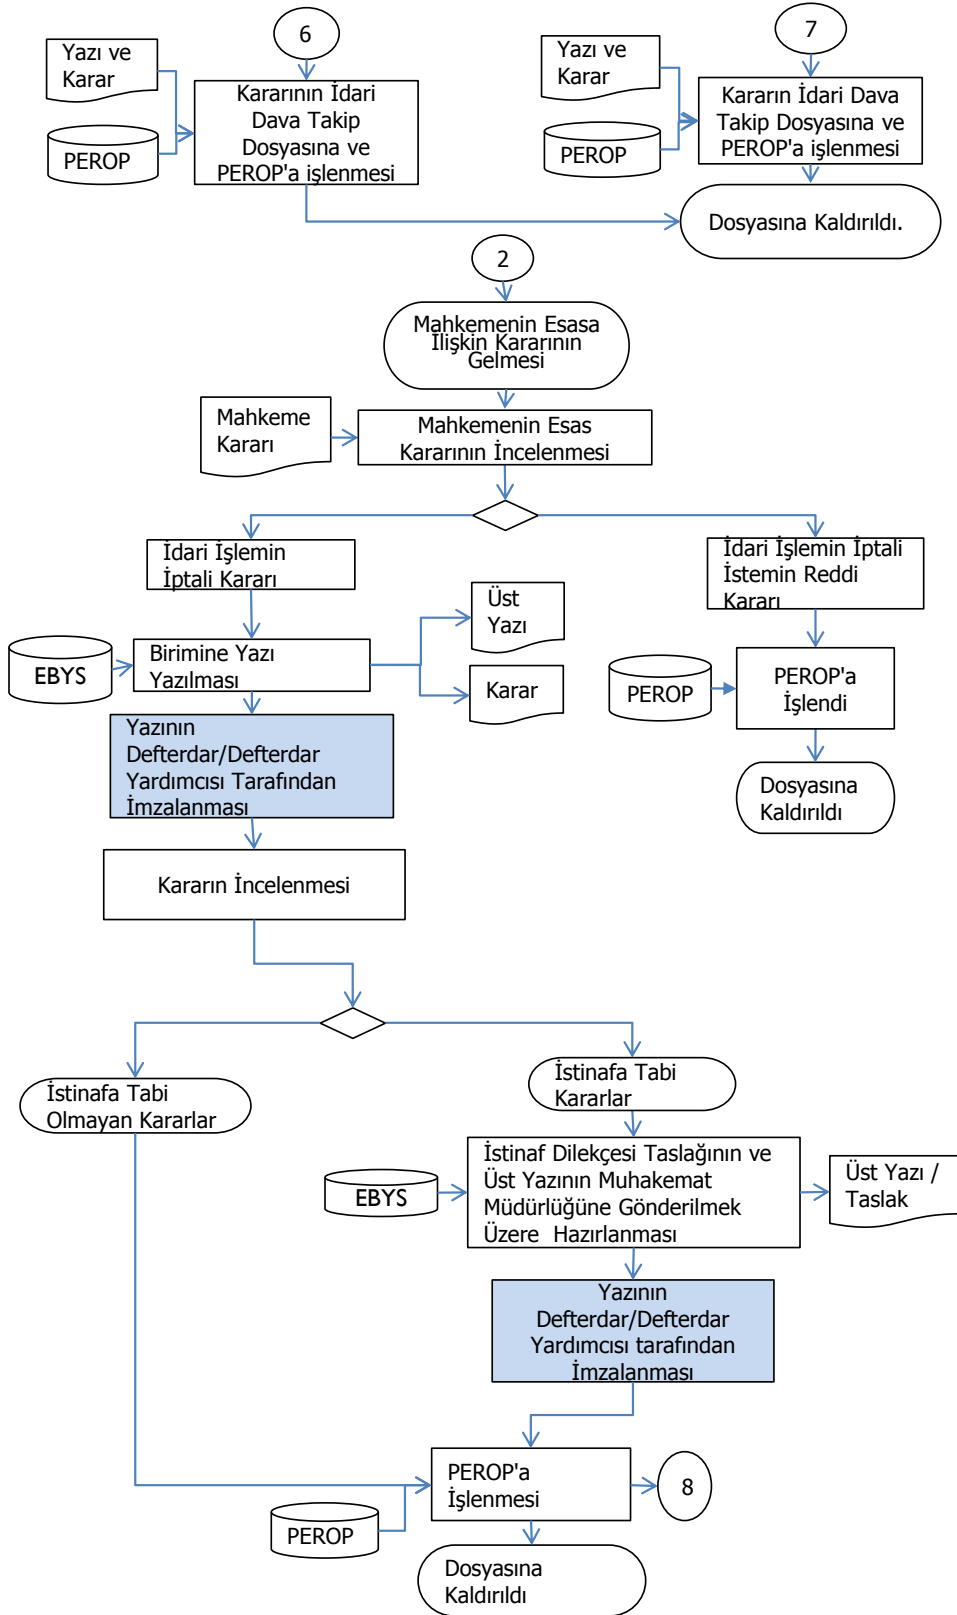 6
Yazı ve
Karar
PEROP
Kararının İdari
Dava Takip
Dosyasına ve
PEROP'a işlenmesi
7
Yazı ve
Karar
PEROP
Kararın İdari Dava
Takip Dosyasına ve
PEROP'a işlenmesi
Dosyasına Kaldırıldı.
2
Mahkemenin Esasa
İlişkin Kararının
Gelmesi
Mahkeme
Kararı
Mahkemenin Esas
Kararının İncelenmesi
İdari İşlemin
İptali Kararı
İdari İşlemin İptali
İstemin Reddi
Kararı
Üst
Yazı
EBYS
Birimine Yazı
Yazılması
Karar
PEROP
PEROP'a
İşlendi
Yazının
Defterdar/Defterdar
Yardımcısı Tarafından
İmzalanması
Dosyasına
Kaldırıldı
Kararın İncelenmesi
İstinafa Tabi
Olmayan Kararlar
İstinafa Tabi
Kararlar
EBYS
İstinaf Dilekçesi Taslağının ve
Üst Yazının Muhakemat
Müdürlüğüne Gönderilmek
Üzere  Hazırlanması
Üst Yazı /
Taslak
Yazının
Defterdar/Defterdar
Yardımcısı tarafından
İmzalanması
PEROP
PEROP'a
İşlenmesi
8
Dosyasına
Kaldırıldı